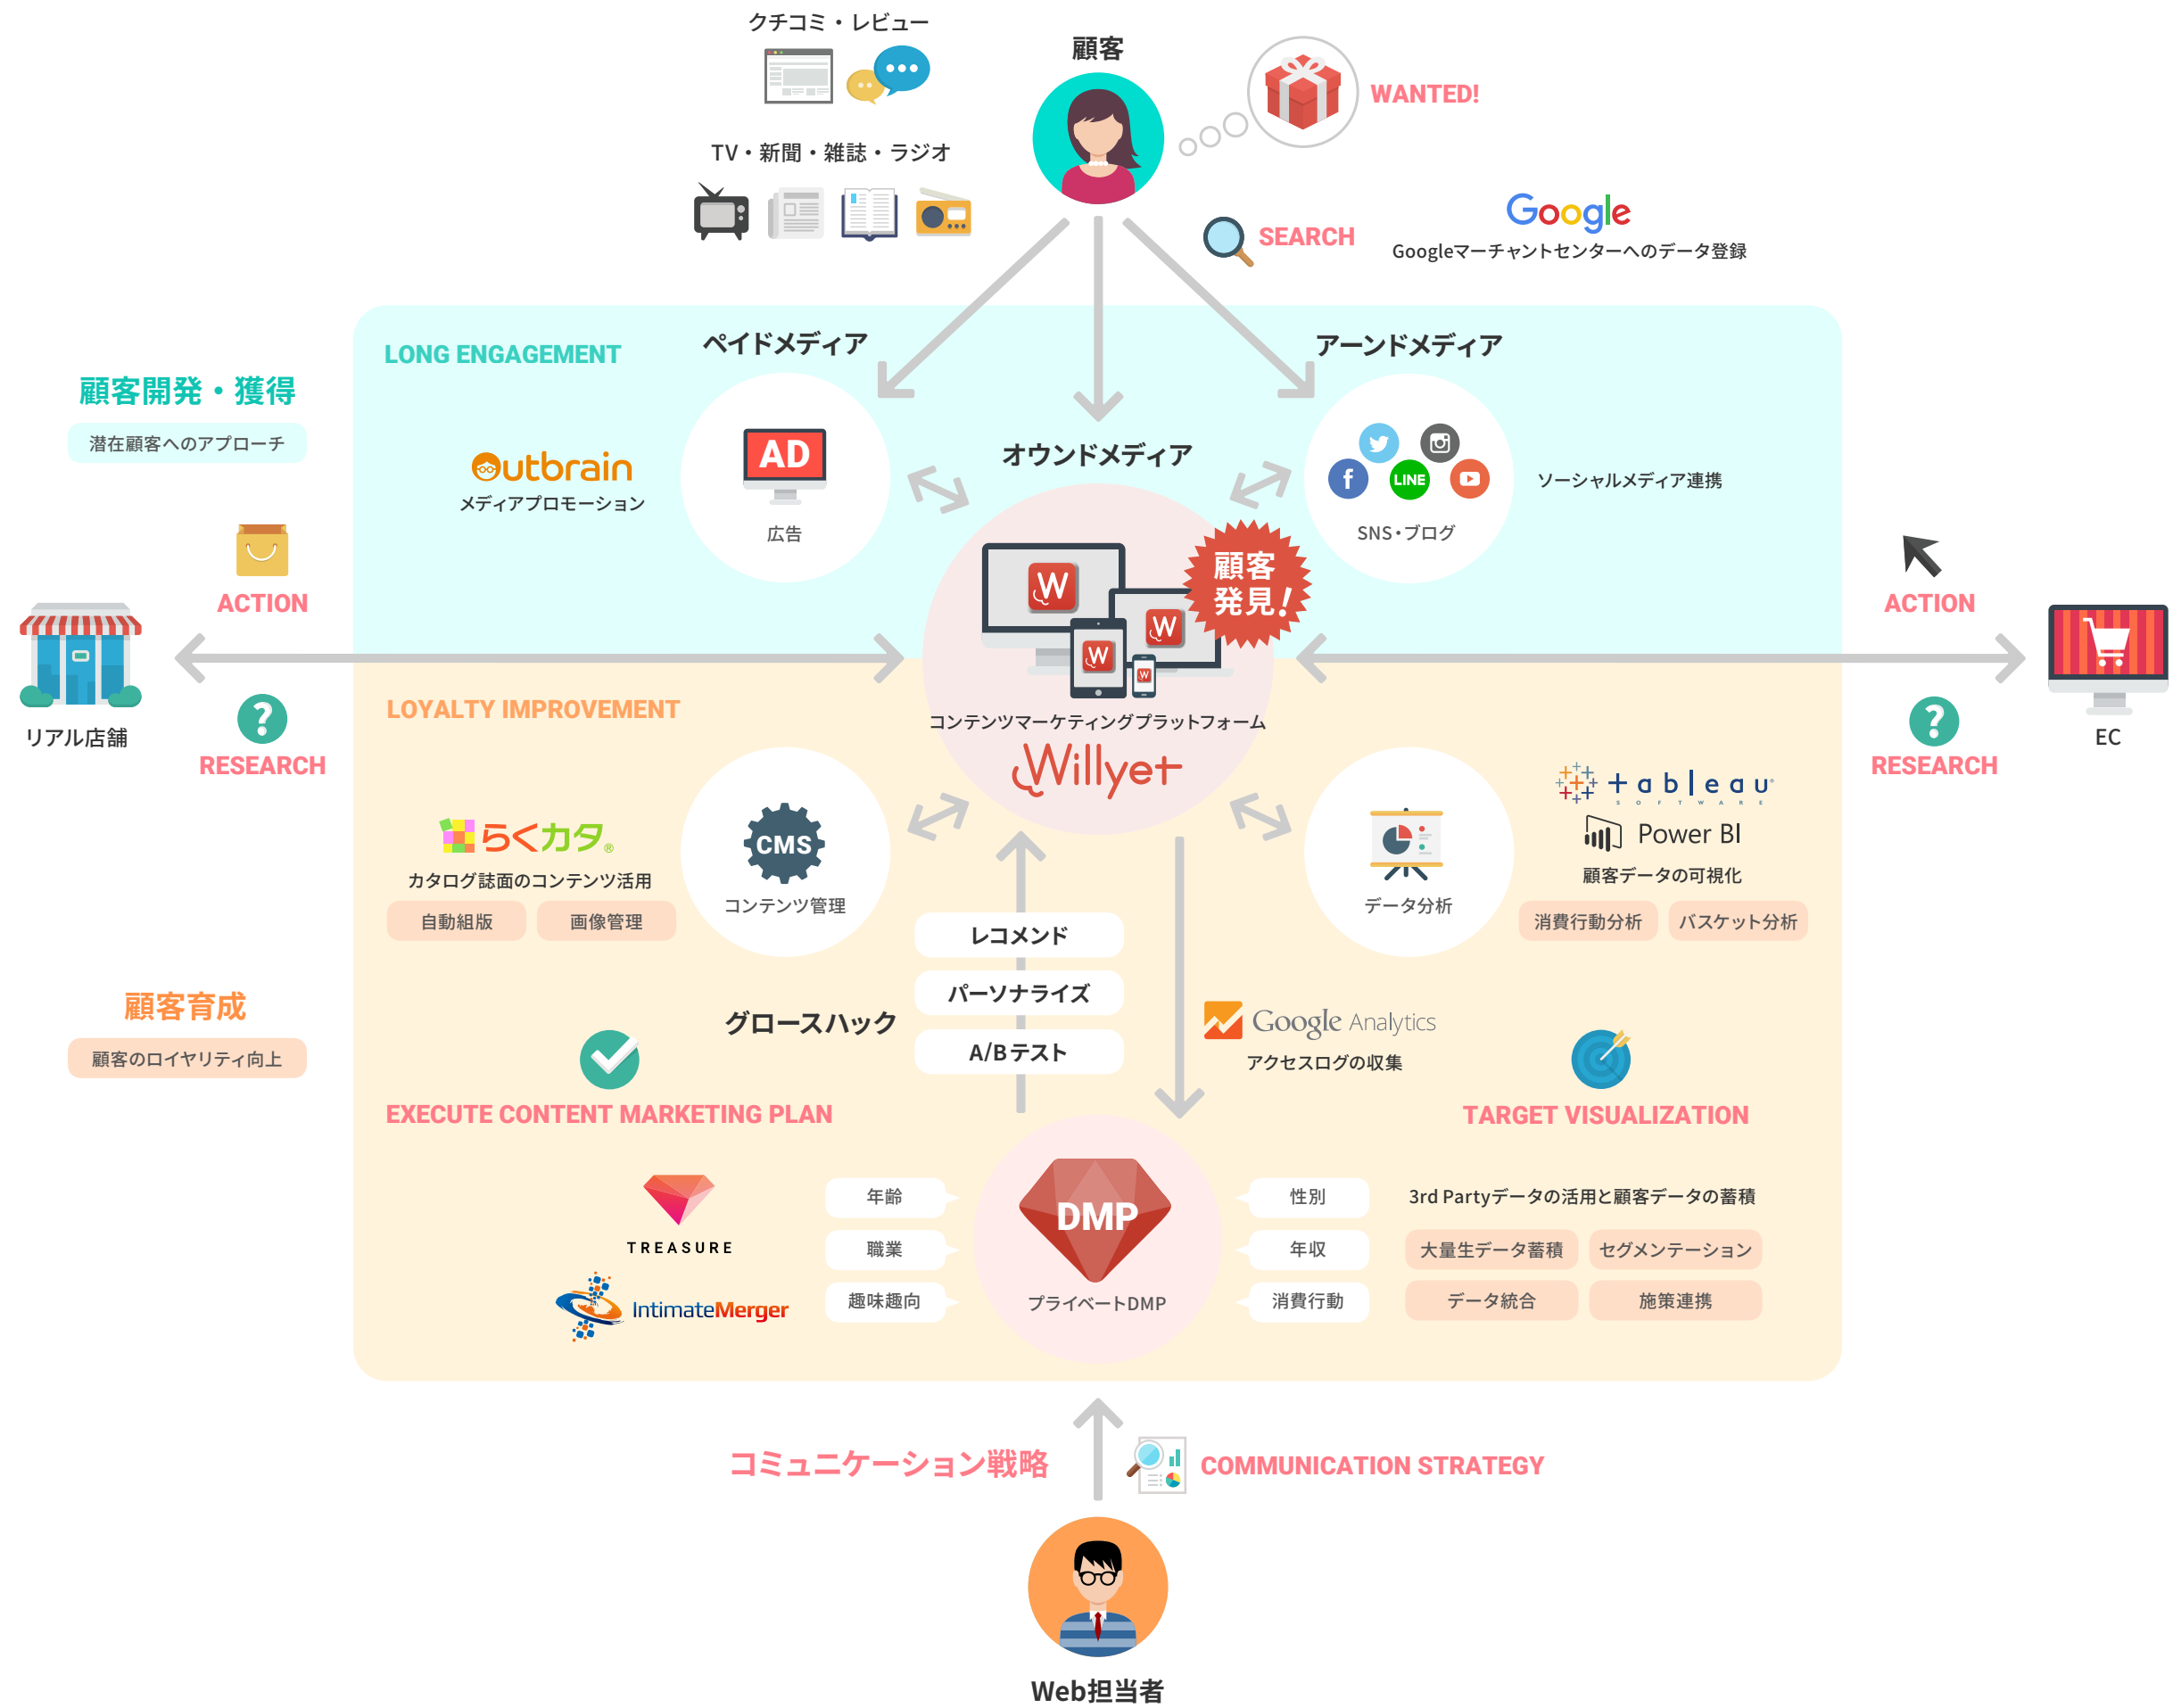 クチコミ・レビュー
顧客
WANTED!
TV・新聞・雑誌・ラジオ
SEARCH
Google
Googleマーチャントセンターへのデータ登録
LONG ENGAGEMENT
ペイドメディア
アーンドメディア
顧客開発・獲得
潜在顧客へのアプローチ
Outbrain
メディアプロモーション
AD
広告
オウンドメディア
LINE
SNS・ブログ
ソーシャルメディア連携
顧客
発見!
ACTION
ACTION
W
W
W
W
リアル店舗
RESEARCH
LOYALTY IMPROVEMENT
コンテンツマーケティングプラットフォーム
Willyet
RESEARCH
EC
らくカタ®
カタログ誌面のコンテンツ活用
自動組版
画像管理
CMS
コンテンツ管理
データ分析
+ableau®
SOFTWARE
Power BI
顧客データの可視化
消費行動分析
バスケット分析
レコメンド
パーソナライズ
A/Bテスト
グロースハック
Google Analytics
アクセスログの収集
顧客育成
顧客のロイヤリティ向上
EXECUTE CONTENT MARKETING PLAN
TARGET VISUALIZATION
TREASURE
IntimateMerger
年齢
職業
趣味趣向
DMP
プライベートDMP
性別
年収
消費行動
3rd Partyデータの活用と顧客データの蓄積
大量生データ蓄積
セグメンテーション
データ統合
施策連携
コミュニケーション戦略
COMMUNICATION STRATEGY
Web担当者